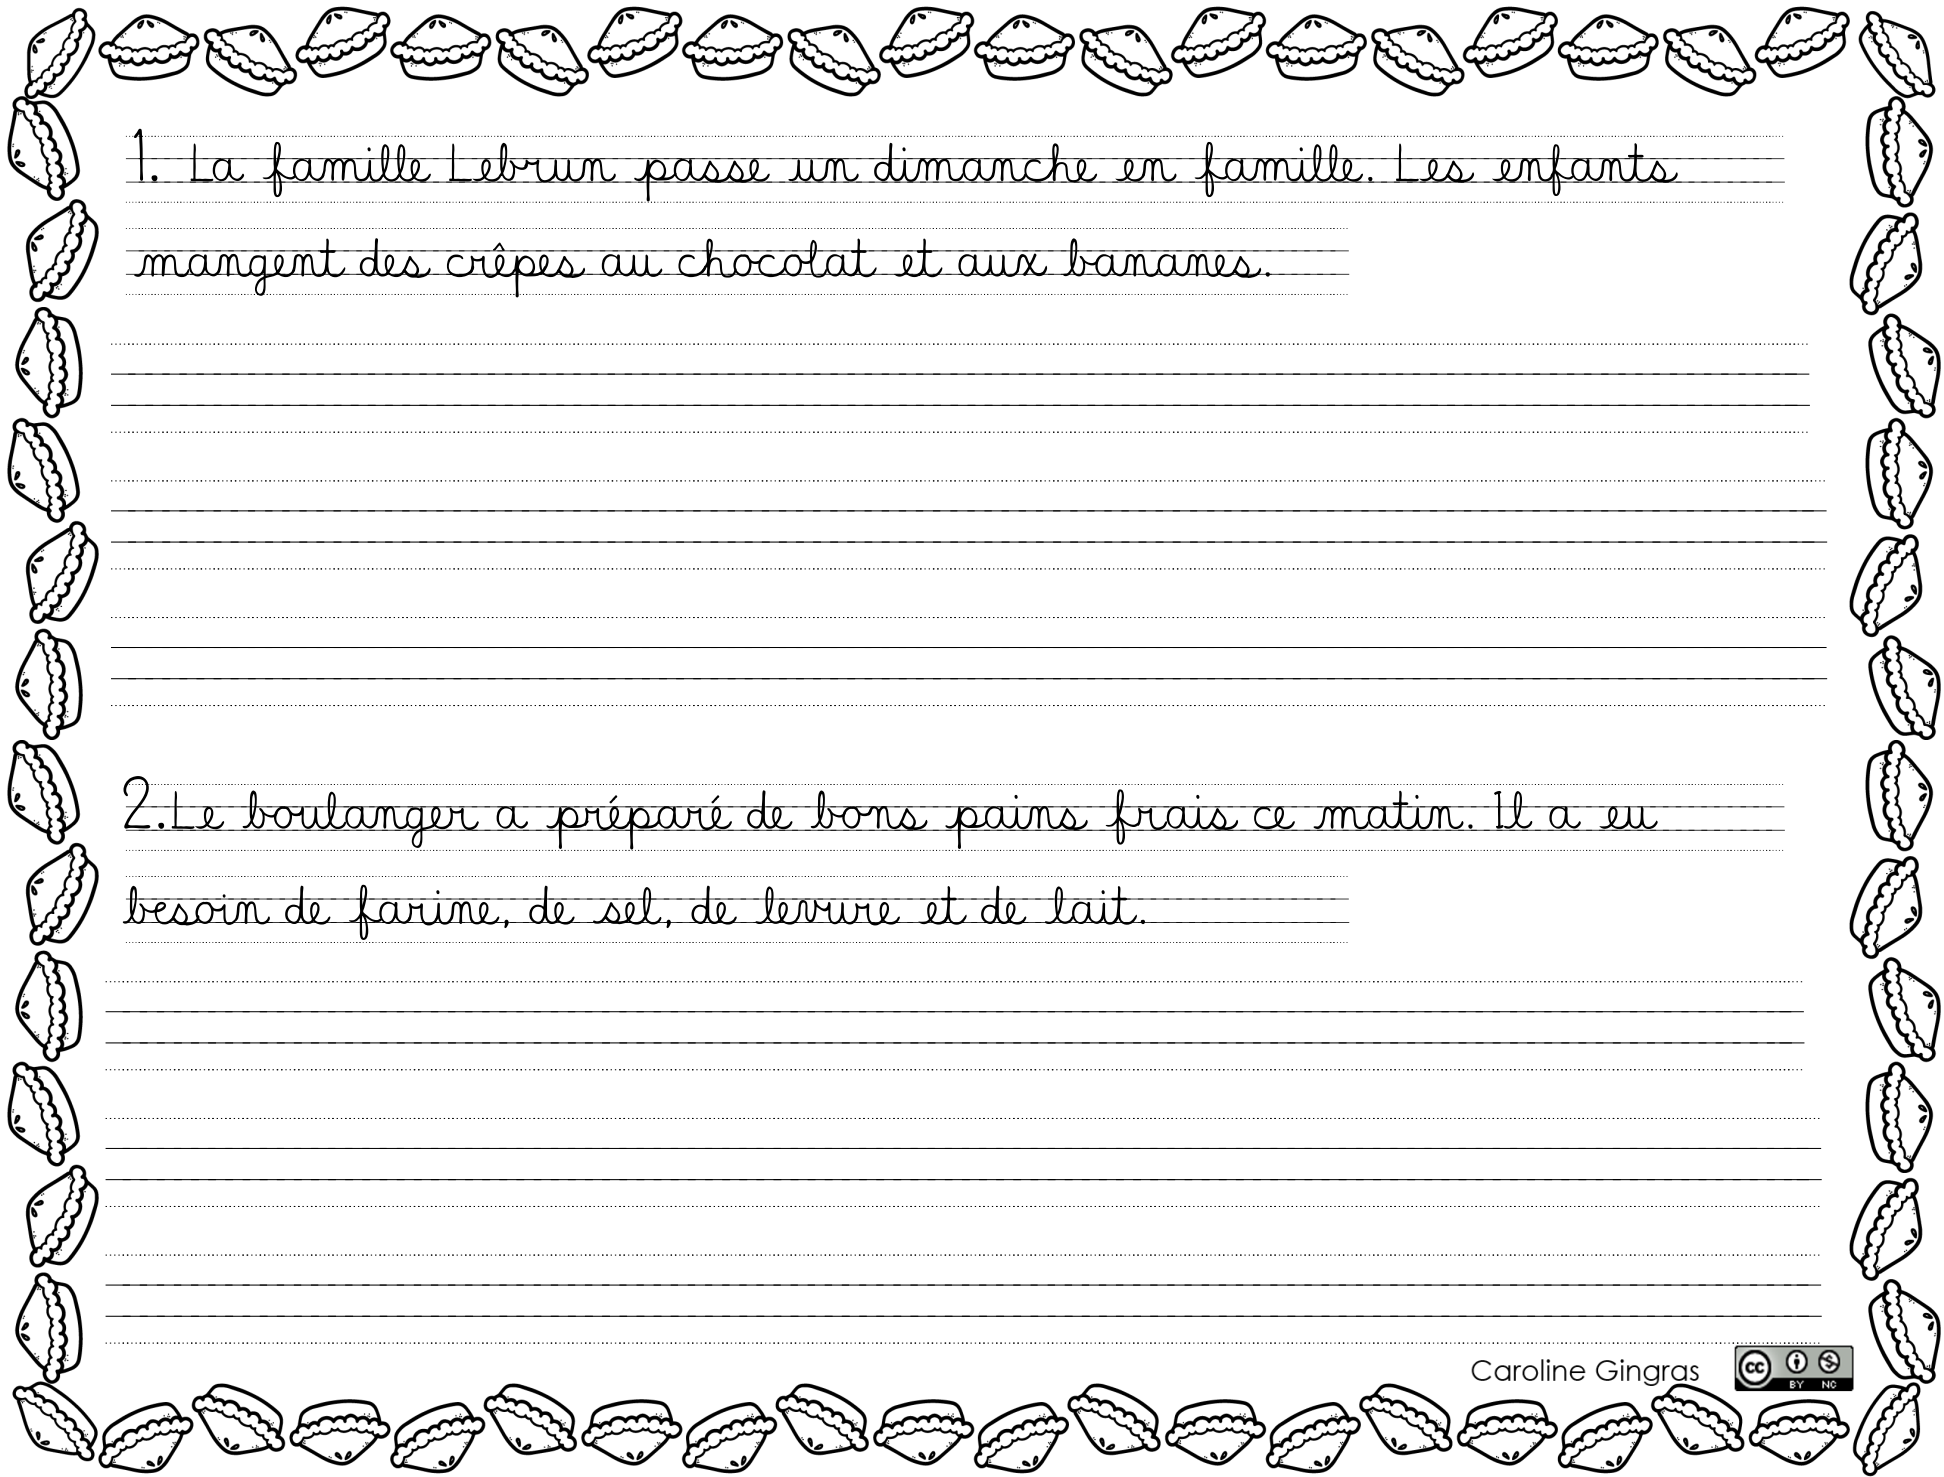 1. La famille Lebrun passe un dimanche en famille. Les enfants
mangent des crêpes au chocolat et aux bananes.
2.Le boulanger a préparé de bons pains frais ce matin. Il a eu
besoin de farine, de sel, de levure et de lait.
Caroline Gingras
cc BY NC